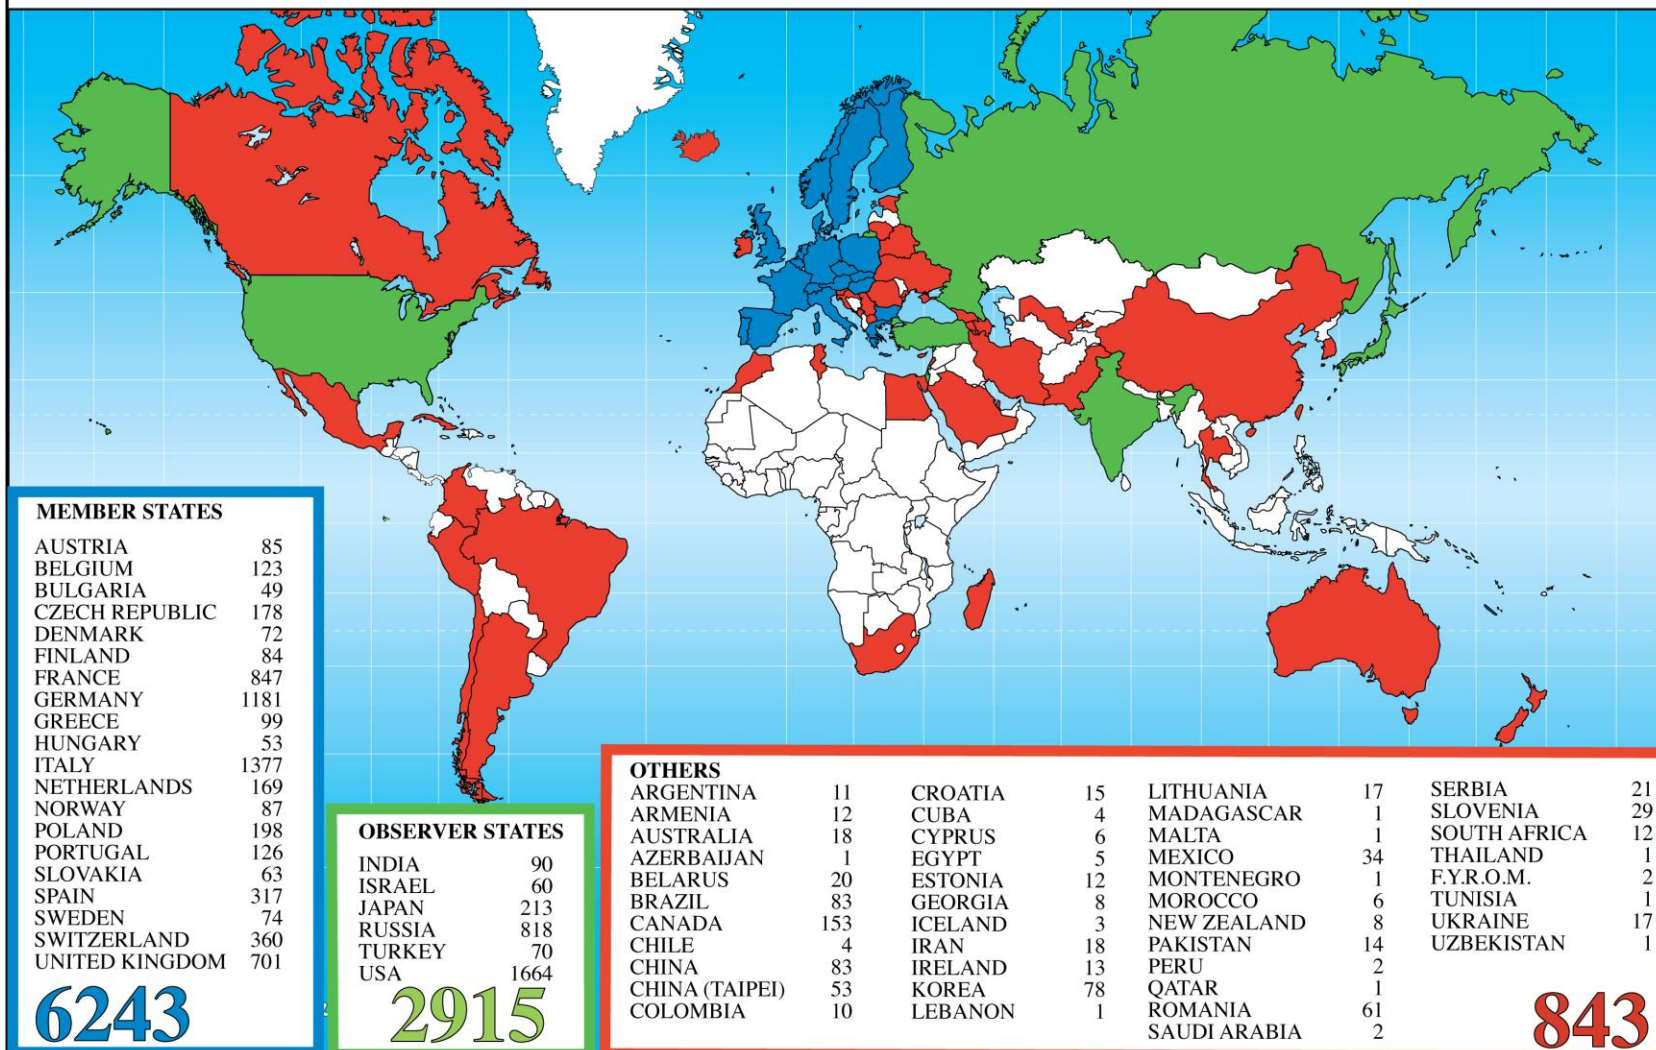 MEMBER STATES
AUSTRIA 85
BELGIUM 123
BULGARIA 49
CZECH REPUBLIC 178
DENMARK 72
FINLAND 84
FRANCE 847
GERMANY 1181
GREECE 99
HUNGARY 53
ITALY 1377
NETHERLANDS 169
NORWAY 87
POLAND 198
PORTUGAL 126
SLOVAKIA 63
SPAIN 317
SWEDEN 74
SWITZERLAND 360
UNITED KINGDOM 701
6243
OBSERVER STATES
INDIA 90
ISRAEL 60
JAPAN 213
RUSSIA 818
TURKEY 70
USA 1664
2915
OTHERS
ARGENTINA 11
ARMENIA 12
AUSTRALIA 18
AZERBAIJAN 1
BELARUS 20
BRAZIL 83
CANADA 153
CHILE 4
CHINA 83
CHINA (TAIPEI) 53
COLOMBIA 10
CROATIA 15
CUBA 4
CYPRUS 6
EGYPT 5
ESTONIA 12
GEORGIA 8
ICELAND 3
IRAN 18
IRELAND 13
KOREA 78
LEBANON 1
LITHUANIA 17
MADAGASCAR 1
MALTA 1
MEXICO 34
MONTENEGRO 1
MOROCCO 6
NEW ZEALAND 8
PAKISTAN 14
PERU 2
QATAR 1
ROMANIA 61
SAUDI ARABIA 2
SERBIA 21
SLOVENIA 29
SOUTH AFRICA 12
THAILAND 1
F.Y.R.O.M. 2
TUNISIA 1
UKRAINE 17
UZBEKISTAN 1
843